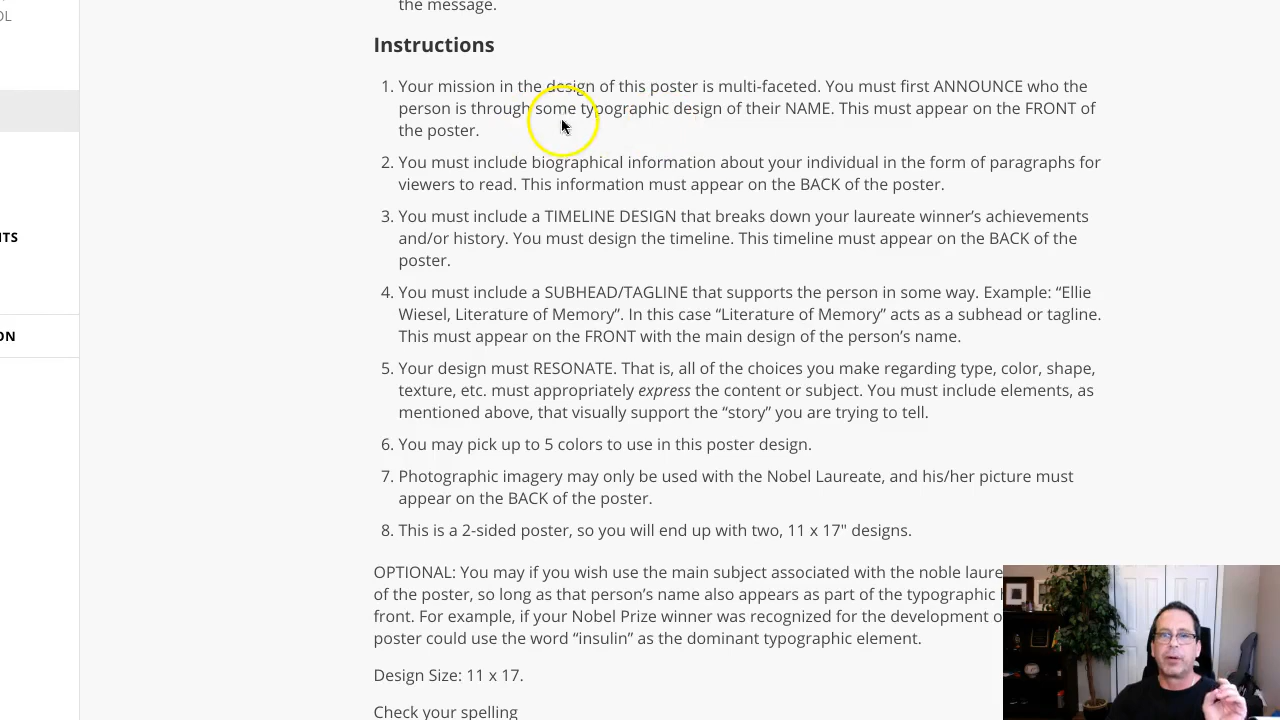 the message.
OL
Instructions
1. Your mission in the design of this poster is multi-faceted. You must first ANNOUNCE who the
person is through some typographic design of their NAME. This must appear on the FRONT of
the poster.
2. You must include biographical information about your individual in the form of paragraphs for
viewers to read. This information must appear on the BACK of the poster.
3. You must include a TIMELINE DESIGN that breaks down your laureate winner’s achievements
and/or history. You must design the timeline. This timeline must appear on the BACK of the
poster.
NTS
4. You must include a SUBHEAD/TAGLINE that supports the person in some way. Example: “Ellie
Wiesel, Literature of Memory”. In this case “Literature of Memory” acts as a subhead or tagline.
This must appear on the FRONT with the main design of the person’s name.
ON
5. Your design must RESONATE. That is, all of the choices you make regarding type, color, shape,
texture, etc. must appropriately express the content or subject. You must include elements, as
mentioned above, that visually support the “story” you are trying to tell.
6. You may pick up to 5 colors to use in this poster design.
7. Photographic imagery may only be used with the Nobel Laureate, and his/her picture must
appear on the BACK of the poster.
8. This is a 2-sided poster, so you will end up with two, 11 x 17" designs.
OPTIONAL: You may if you wish use the main subject associated with the noble laure
of the poster, so long as that person’s name also appears as part of the typographic
front. For example, if your Nobel Prize winner was recognized for the development o
poster could use the word “insulin” as the dominant typographic element.
Design Size: 11 x 17.
Check your spelling